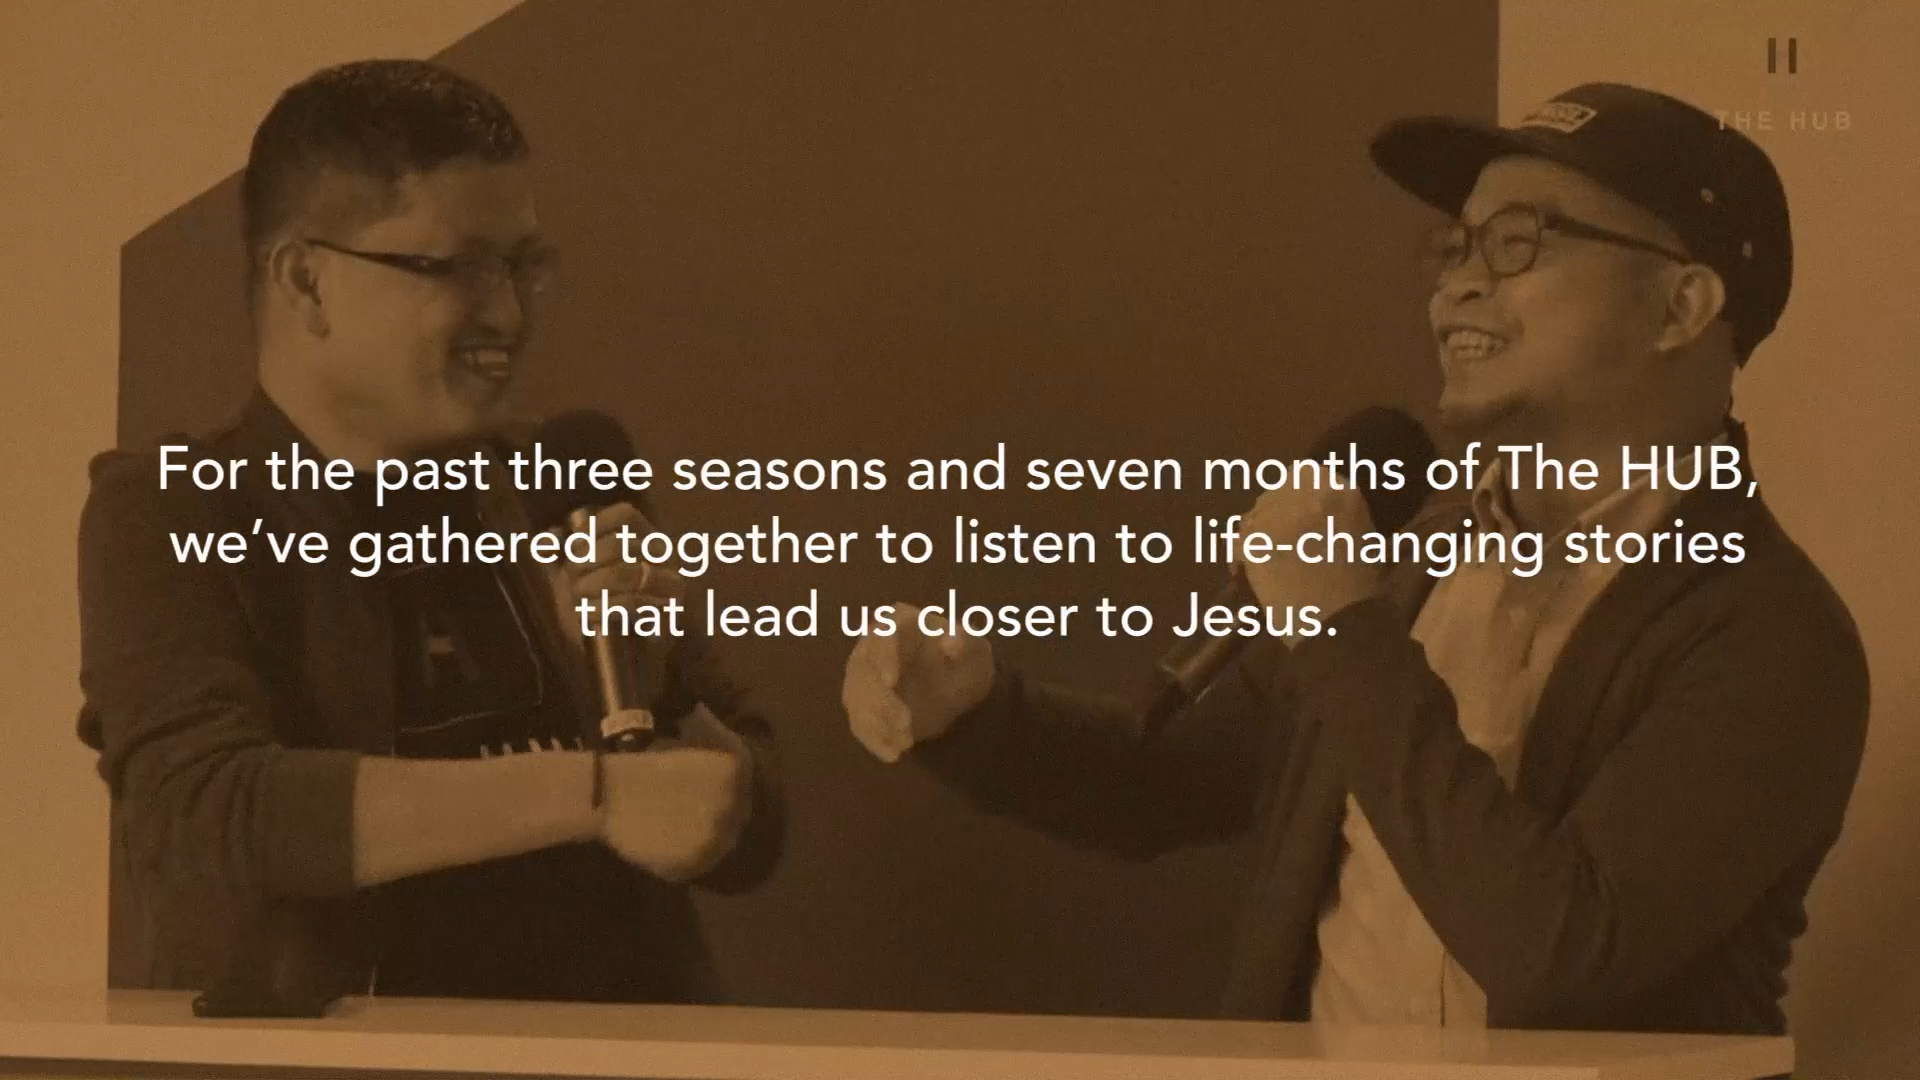 THE HUB
For the past three seasons and seven months of The HUB,
we’ve gathered together to listen to life-changing stories
that lead us closer to Jesus.